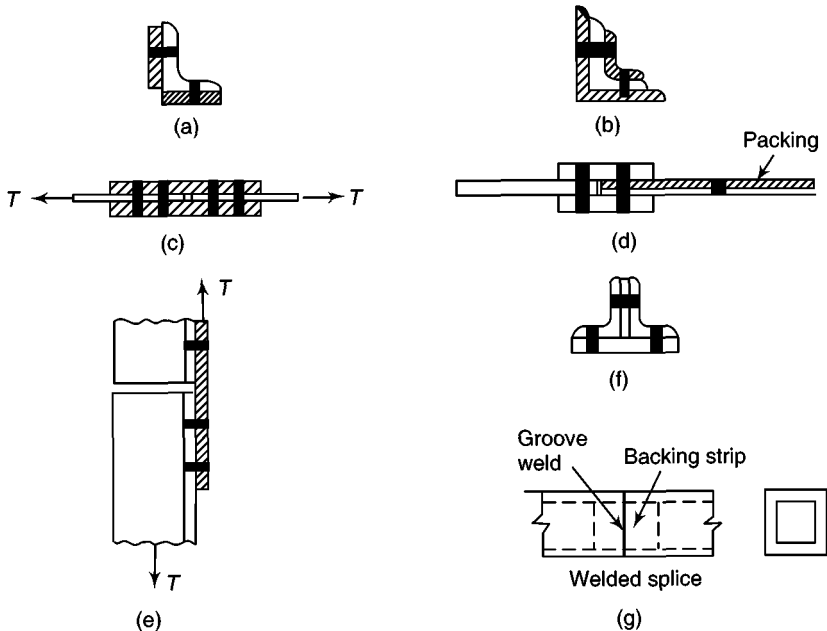 (a)
(b)
Packing
T
T
(c)
(d)
T
(f)
Groove
weld
Backing strip
T
Welded splice
(e)
(g)